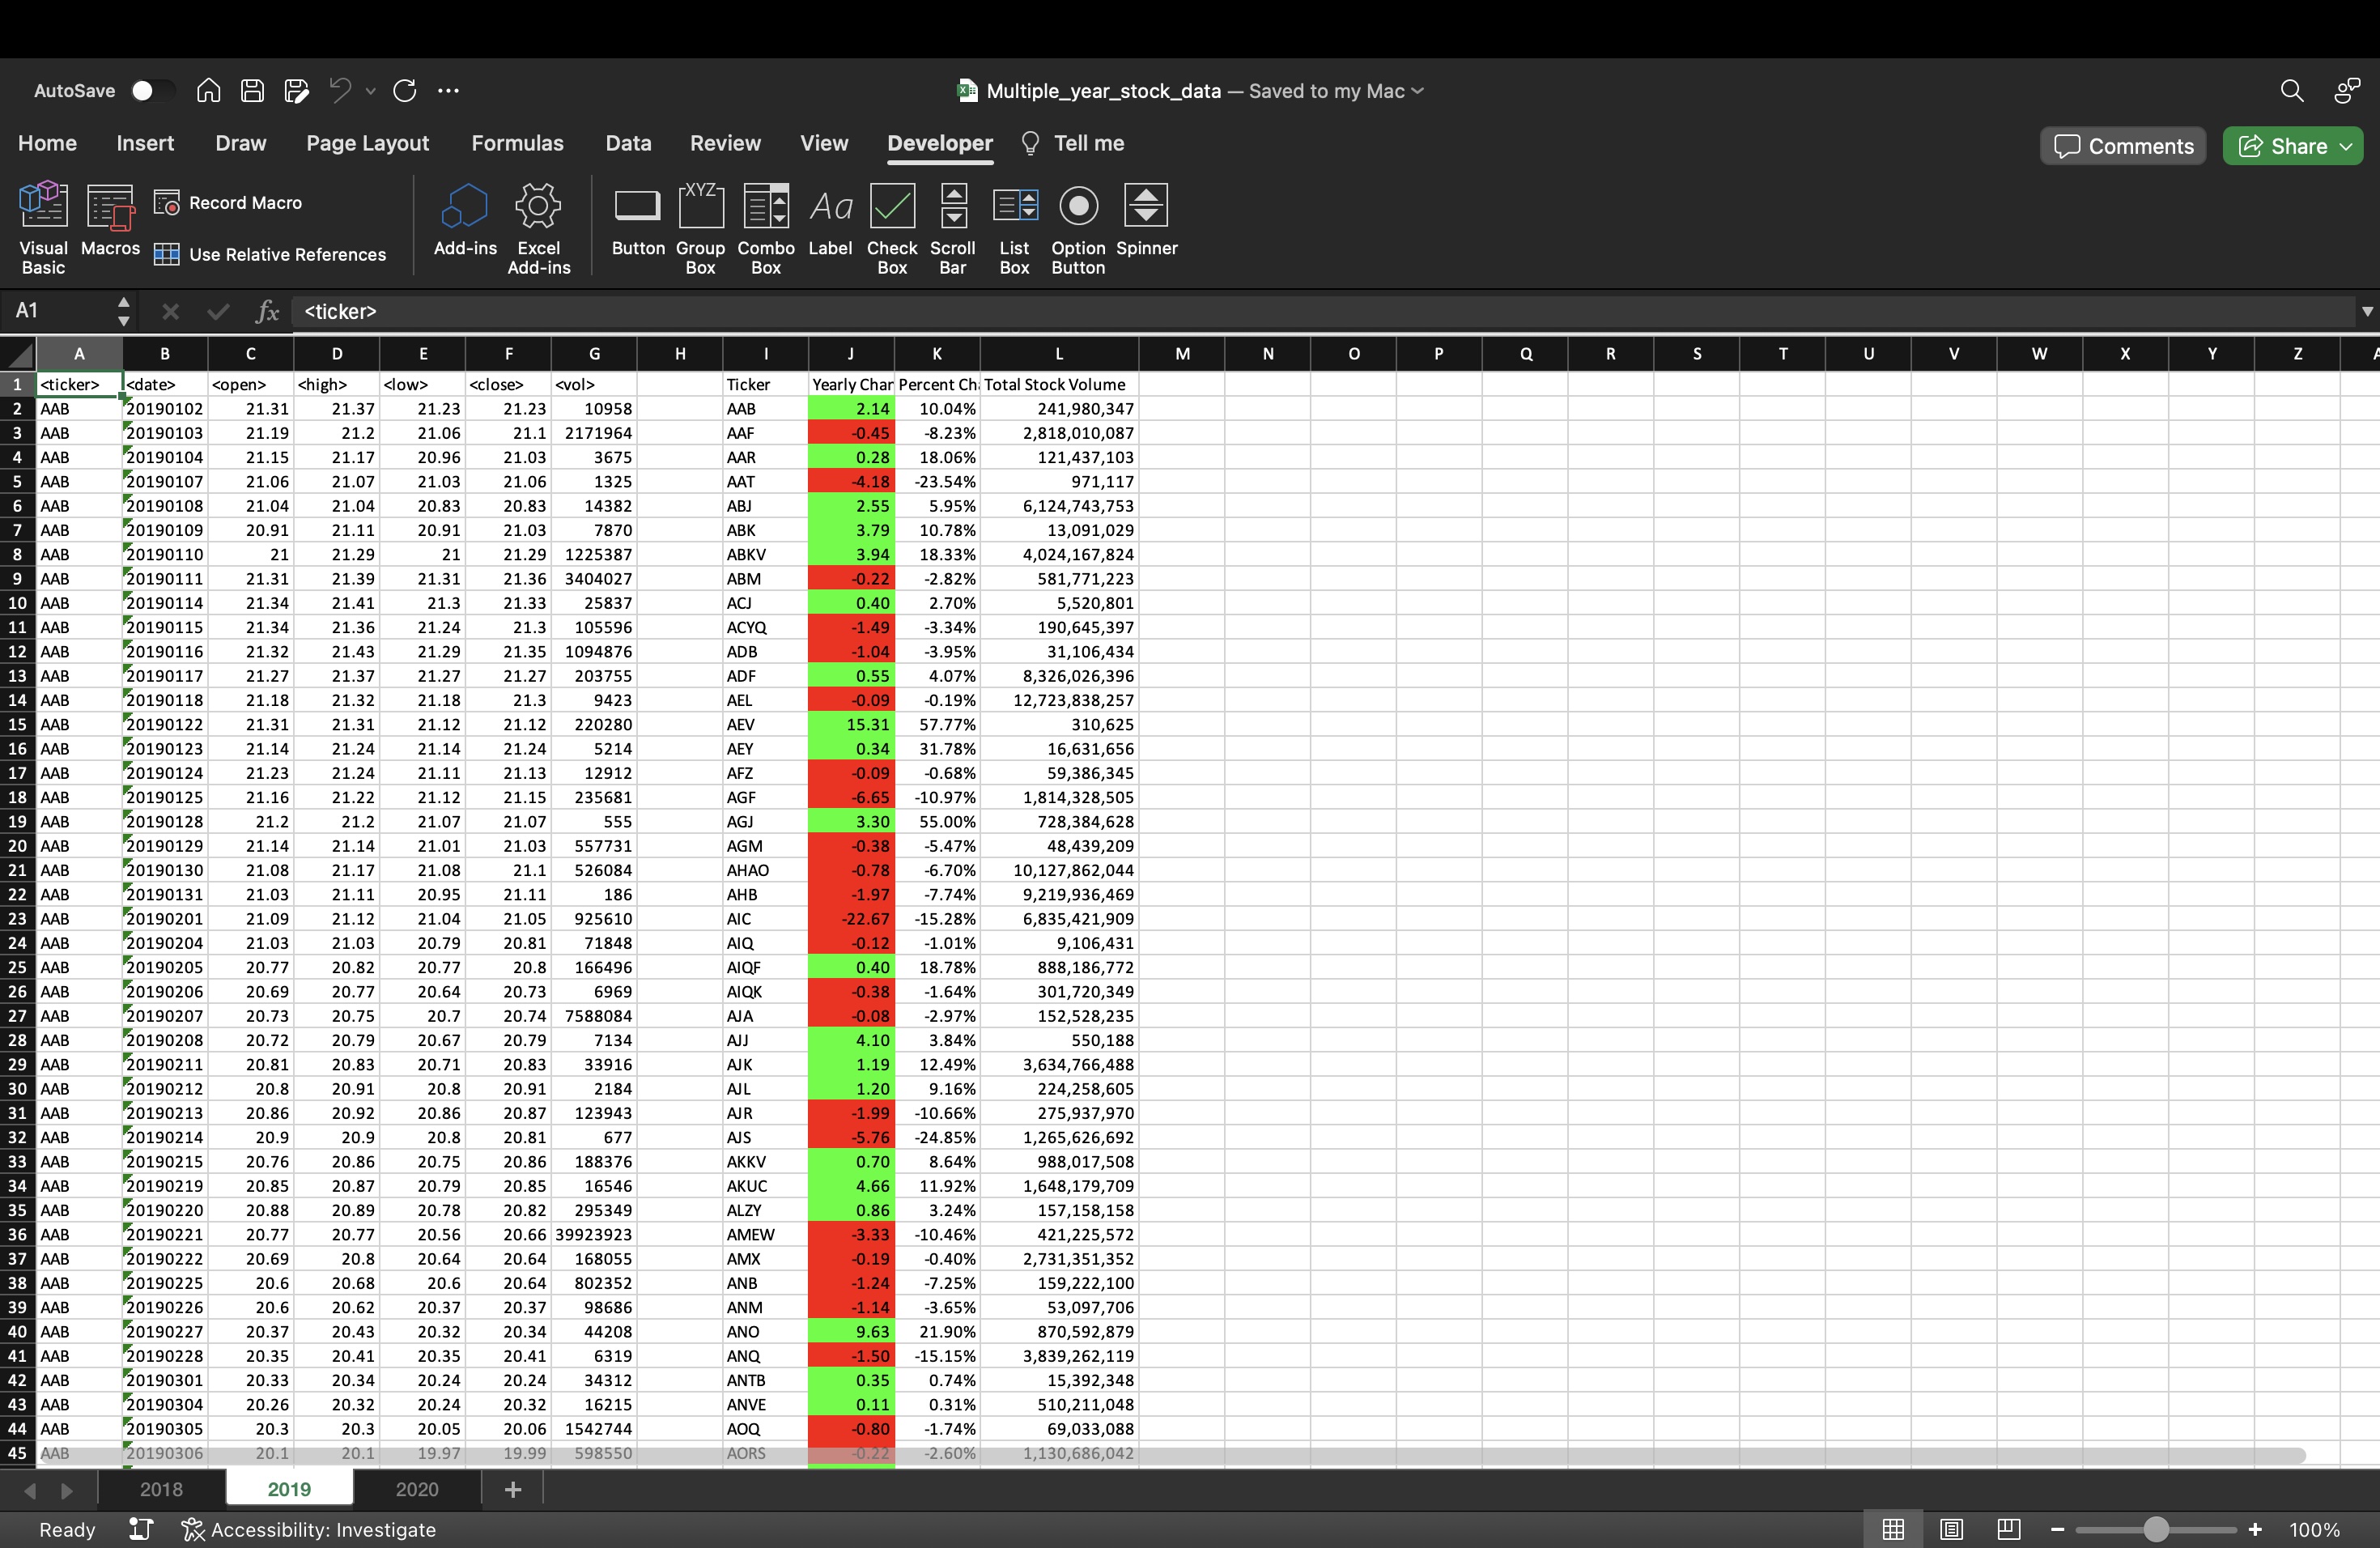 AutoSave Multiple_year_stock_data — Saved to my Mac
Home Insert Draw Page Layout Formulas Data Review View Developer Tell me Comments Share
Visual Basic Macros Record Macro Use Relative References Add-ins Excel Add-ins Button XYZ Group Box Combo Box Aa Label Check Box Scroll Bar List Box Option Button Spinner
A1 fx <ticker>
A B C D E F G H I J K L M N O P Q R S T U V W X Y Z
1 <ticker> <date> <open> <high> <low> <close> <vol> Ticker Yearly Char Percent Ch Total Stock Volume
2 AAB 20190102 21.31 21.37 21.23 21.23 10958 AAB 2.14 10.04% 241,980,347
3 AAB 20190103 21.19 21.2 21.06 21.1 2171964 AAF -0.45 -8.23% 2,818,010,087
4 AAB 20190104 21.15 21.17 20.96 21.03 3675 AAR 0.28 18.06% 121,437,103
5 AAB 20190107 21.06 21.07 21.03 21.06 1325 AAT -4.18 -23.54% 971,117
6 AAB 20190108 21.04 21.04 20.83 20.83 14382 ABJ 2.55 5.95% 6,124,743,753
7 AAB 20190109 20.91 21.11 20.91 21.03 7870 ABK 3.79 10.78% 13,091,029
8 AAB 20190110 21 21.29 21 21.29 1225387 ABKV 3.94 18.33% 4,024,167,824
9 AAB 20190111 21.31 21.39 21.31 21.36 3404027 ABM -0.22 -2.82% 581,771,223
10 AAB 20190114 21.34 21.41 21.3 21.33 25837 ACJ 0.40 2.70% 5,520,801
11 AAB 20190115 21.34 21.36 21.24 21.3 105596 ACYQ -1.49 -3.34% 190,645,397
12 AAB 20190116 21.32 21.43 21.29 21.35 1094876 ADB -1.04 -3.95% 31,106,434
13 AAB 20190117 21.27 21.37 21.27 21.27 203755 ADF 0.55 4.07% 8,326,026,396
14 AAB 20190118 21.18 21.32 21.18 21.3 9423 AEL -0.09 -0.19% 12,723,838,257
15 AAB 20190122 21.31 21.31 21.12 21.12 220280 AEV 15.31 57.77% 310,625
16 AAB 20190123 21.14 21.24 21.14 21.24 5214 AEY 0.34 31.78% 16,631,656
17 AAB 20190124 21.23 21.24 21.11 21.13 12912 AFZ -0.09 -0.68% 59,386,345
18 AAB 20190125 21.16 21.22 21.12 21.15 235681 AGF -6.65 -10.97% 1,814,328,505
19 AAB 20190128 21.2 21.2 21.07 21.07 555 AGJ 3.30 55.00% 728,384,628
20 AAB 20190129 21.14 21.14 21.01 21.03 557731 AGM -0.38 -5.47% 48,439,209
21 AAB 20190130 21.08 21.17 21.08 21.1 526084 AHAO -0.78 -6.70% 10,127,862,044
22 AAB 20190131 21.03 21.11 20.95 21.11 186 AHB -1.97 -7.74% 9,219,936,469
23 AAB 20190201 21.09 21.12 21.04 21.05 925610 AIC -22.67 -15.28% 6,835,421,909
24 AAB 20190204 21.03 21.03 20.79 20.81 71848 AIQ -0.12 -1.01% 9,106,431
25 AAB 20190205 20.77 20.82 20.77 20.8 166496 AIQF 0.40 18.78% 888,186,772
26 AAB 20190206 20.69 20.77 20.64 20.73 6969 AIQK -0.38 -1.64% 301,720,349
27 AAB 20190207 20.73 20.75 20.7 20.74 7588084 AJA -0.08 -2.97% 152,528,235
28 AAB 20190208 20.72 20.79 20.67 20.79 7134 AJJ 4.10 3.84% 550,188
29 AAB 20190211 20.81 20.83 20.71 20.83 33916 AJK 1.19 12.49% 3,634,766,488
30 AAB 20190212 20.8 20.91 20.8 20.91 2184 AJL 1.20 9.16% 224,258,605
31 AAB 20190213 20.86 20.92 20.86 20.87 123943 AJR -1.99 -10.66% 275,937,970
32 AAB 20190214 20.9 20.9 20.8 20.81 677 AJS -5.76 -24.85% 1,265,626,692
33 AAB 20190215 20.76 20.86 20.75 20.86 188376 AKKV 0.70 8.64% 988,017,508
34 AAB 20190219 20.85 20.87 20.79 20.85 16546 AKUC 4.66 11.92% 1,648,179,709
35 AAB 20190220 20.88 20.89 20.78 20.82 295349 ALZY 0.86 3.24% 157,158,158
36 AAB 20190221 20.77 20.77 20.56 20.66 39923923 AMEW -3.33 -10.46% 421,225,572
37 AAB 20190222 20.69 20.8 20.64 20.64 168055 AMX -0.19 -0.40% 2,731,351,352
38 AAB 20190225 20.6 20.68 20.6 20.64 802352 ANB -1.24 -7.25% 159,222,100
39 AAB 20190226 20.6 20.62 20.37 20.37 98686 ANM -1.14 -3.65% 53,097,706
40 AAB 20190227 20.37 20.43 20.32 20.34 44208 ANO 9.63 21.90% 870,592,879
41 AAB 20190228 20.35 20.41 20.35 20.41 6319 ANQ -1.50 -15.15% 3,839,262,119
42 AAB 20190301 20.33 20.34 20.24 20.24 34312 ANTB 0.35 0.74% 15,392,348
43 AAB 20190304 20.26 20.32 20.24 20.32 16215 ANVE 0.11 0.31% 510,211,048
44 AAB 20190305 20.3 20.3 20.05 20.06 1542744 AOQ -0.80 -1.74% 69,033,088
45 AAB 20190306 20.1 20.1 19.97 19.99 598550 AORS -0.22 -2.60% 1,130,686,042
2018 2019 2020 +
Ready Accessibility: Investigate 100%